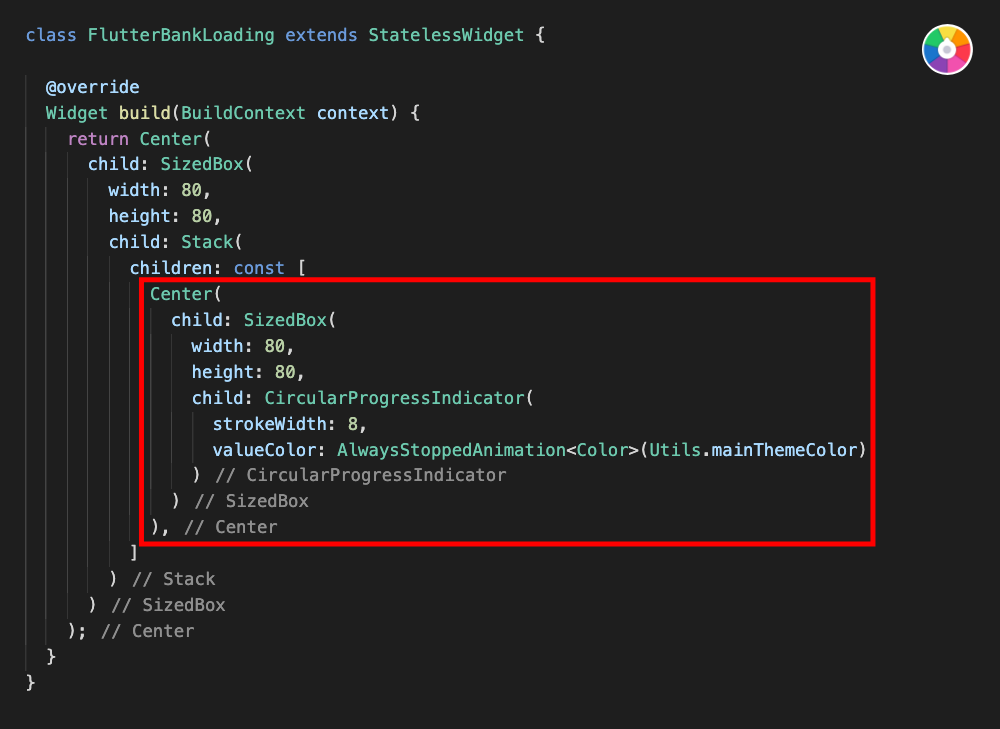 class FlutterBankLoading extends StatelessWidget {
@override
Widget build(BuildContext context) {
return Center(
child: SizedBox(
width: 80,
height: 80,
child: Stack(
children: const [
Center(
child: SizedBox(
width: 80,
height: 80,
child: CircularProgressIndicator(
strokeWidth: 8,
valueColor: AlwaysStoppedAnimation<Color>(Utils.mainThemeColor)
) // CircularProgressIndicator
) // SizedBox
), // Center
]
) // Stack
) // SizedBox
); // Center
}
}